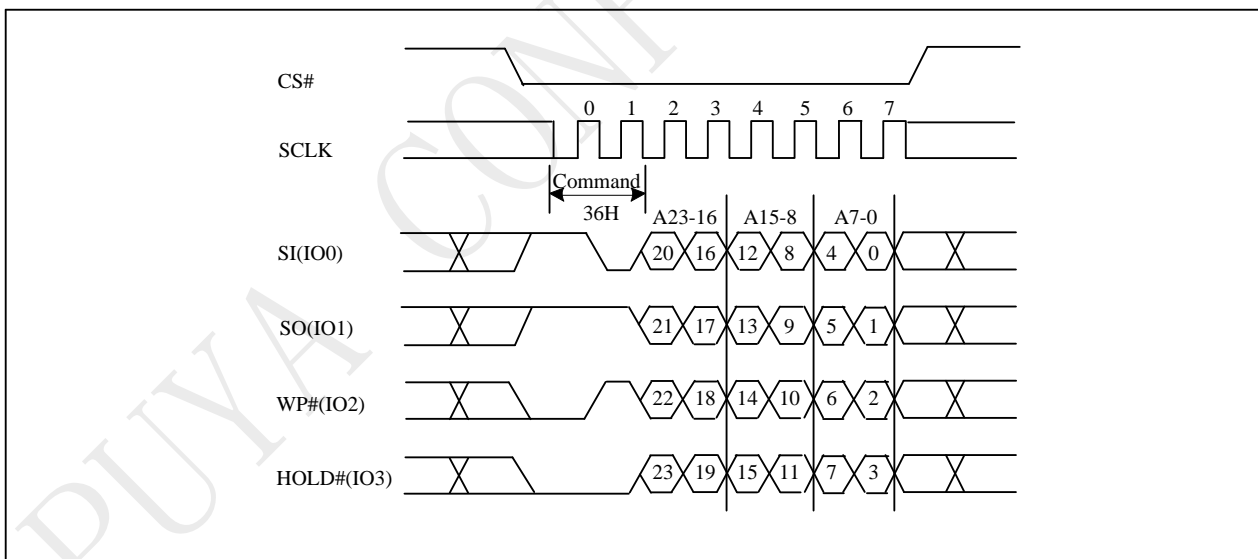 PUYA CONF
CS#
0 1 2 3 4 5 6 7
SCLK
Command
36H
A23-16 A15-8 A7-0
SI(IO0) 20 16 12 8 4 0
SO(IO1) 21 17 13 9 5 1
WP#(IO2) 22 18 14 10 6 2
HOLD#(IO3) 23 19 15 11 7 3